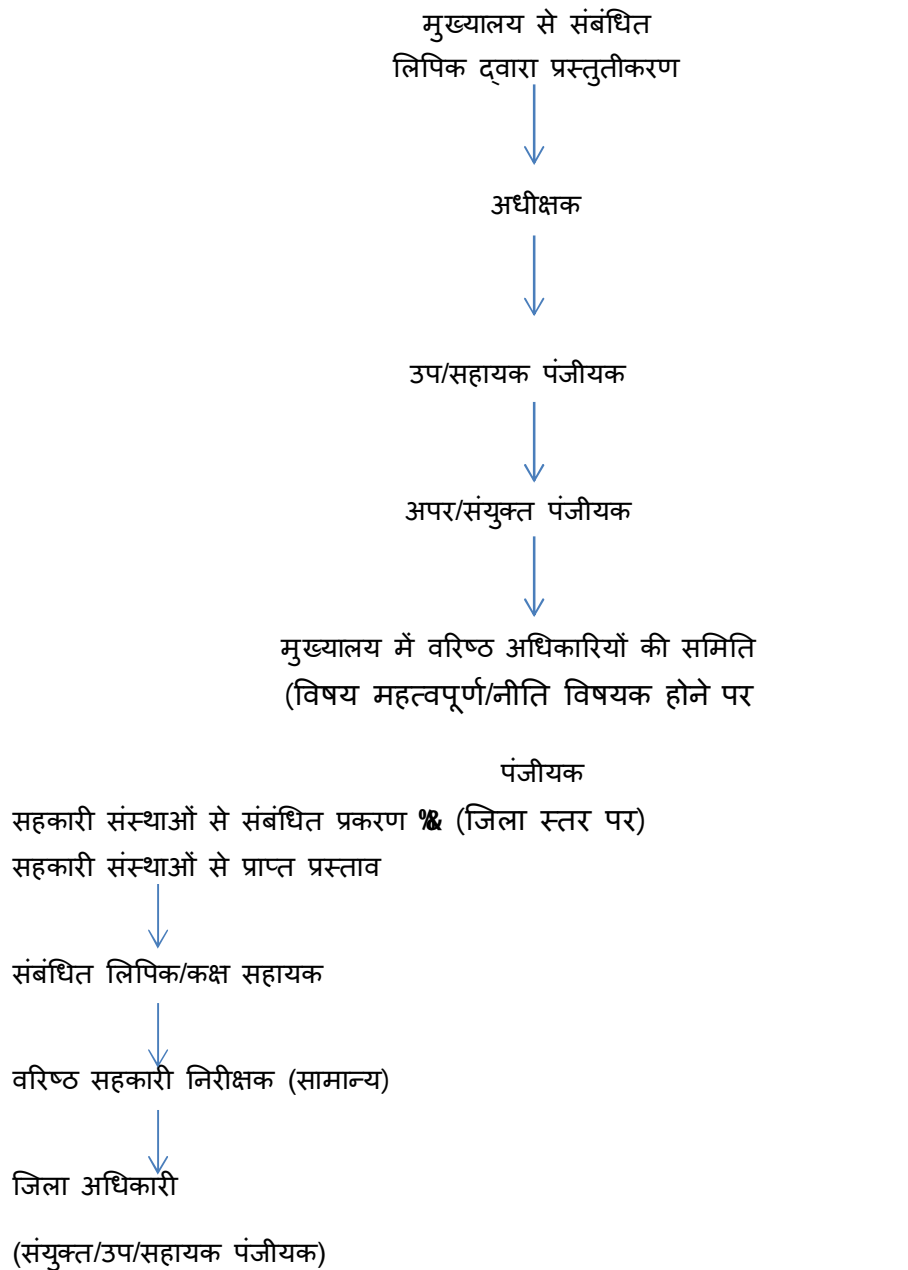 मुख्यालय से संबंधित
लिपिक द्वारा प्रस्तुतीकरण
अधीक्षक
उप/सहायक पंजीयक
अपर/संयुक्त पंजीयक
मुख्यालय में वरिष्ठ अधिकारियों की समिति
(विषय महत्वपूर्ण/नीति विषयक होने पर
पंजीयक
सहकारी संस्थाओं से संबंधित प्रकरण %& (जिला स्तर पर)
सहकारी संस्थाओं से प्राप्त प्रस्ताव
संबंधित लिपिक/कक्ष सहायक
वरिष्ठ सहकारी निरीक्षक (सामान्य)
जिला अधिकारी
(संयुक्त/उप/सहायक पंजीयक)